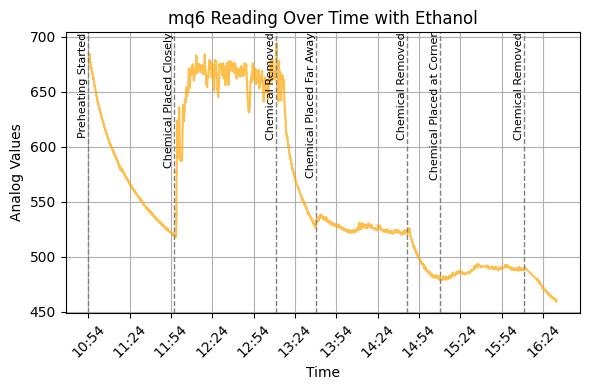 mq6 Reading Over Time with Ethanol
Analog Values
700
650
600
550
500
450
Preheating Started
Chemical Placed Closely
Chemical Removed
Chemical Placed Far Away
Chemical Removed
Chemical Placed at Corner
Chemical Removed
10:54
11:24
11:54
12:24
12:54
13:24
13:54
14:24
14:54
15:24
15:54
16:24
Time